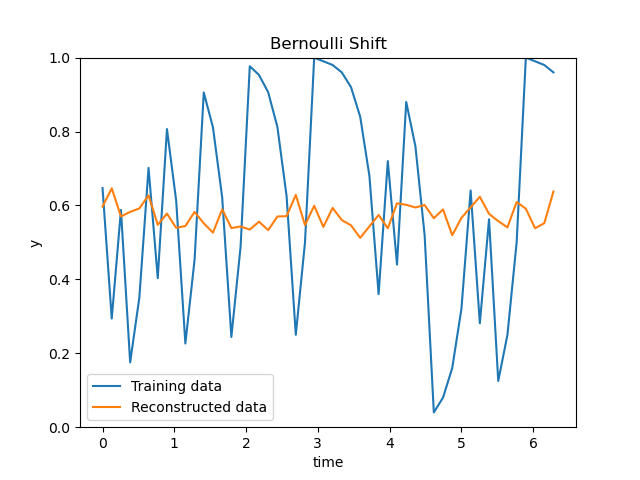 Bernoulli Shift
1.0
0.8
0.6
0.4
0.2
0.0
y
Training data
Reconstructed data
0 1 2 3 4 5 6
time